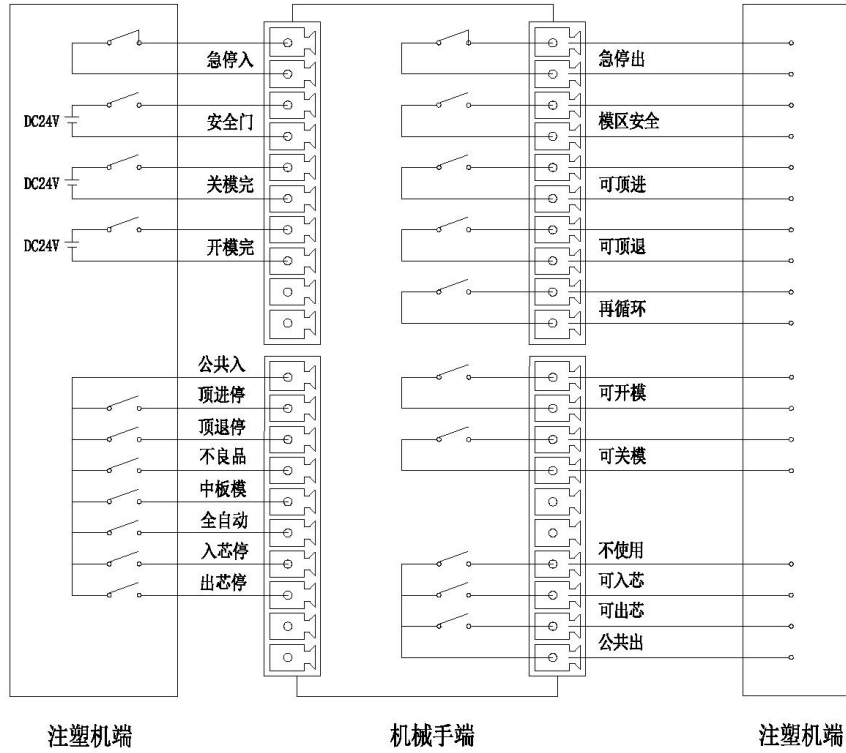 急停入
急停出
DC24V
安全门
模区安全
DC24V
关模完
可顶进
DC24V
开模完
可顶退
再循环
公共入
顶进停
可开模
顶退停
不良品
可关模
中板模
全自动
入芯停
不使用
出芯停
可入芯
可出芯
公共出
注塑机端
机械手端
注塑机端